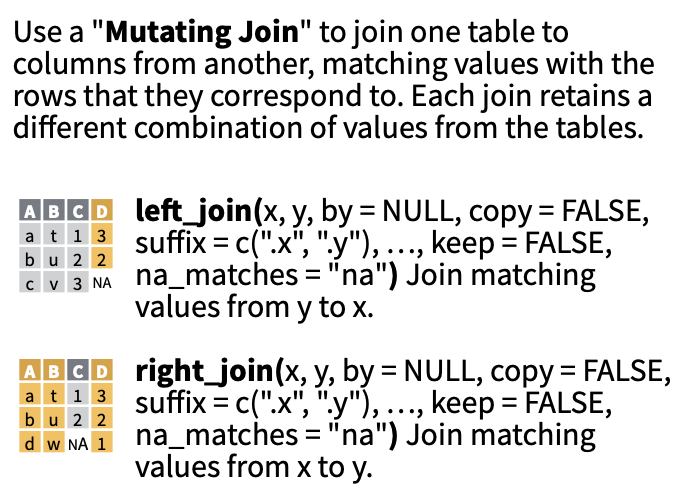 Use a "Mutating Join" to join one table to
columns from another, matching values with the
rows that they correspond to. Each join retains a
different combination of values from the tables.
A B C D
a t 1 3
b u 2 2
c v 3 NA
left_join(x, y, by = NULL, copy = FALSE,
suffix = c(".x", ".y"), …, keep = FALSE,
na_matches = "na") Join matching
values from y to x.
A B C D
a t 1 3
b u 2 2
d w NA 1
right_join(x, y, by = NULL, copy = FALSE,
suffix = c(".x", ".y"), …, keep = FALSE,
na_matches = "na") Join matching
values from x to y.